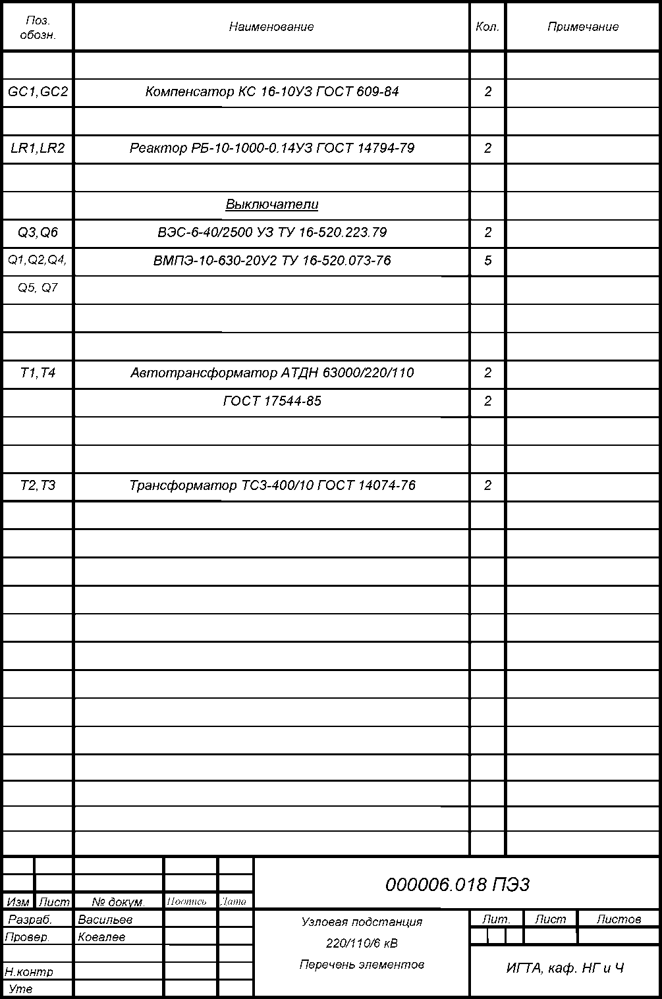 Поз. обозн. Наименование Кол. Примечание
GC1,GC2 Компенсатор КС 16-10УЗ ГОСТ 609-84 2
LR1,LR2 Реактор РБ-10-1000-0.14УЗ ГОСТ 14794-79 2
Выключатели
Q3,Q6 ВЭС-6-40/2500 УЗ ТУ 16-520.223.79 2
Q1,Q2,Q4, ВМПЭ-10-630-20У2 ТУ 16-520.073-76 5
Q5, Q7
Т1,Т4 Автотрансформатор АТДН 63000/220/110 2
ГОСТ 17544-85 2
Т2,Т3 Трансформатор ТСЗ-400/10 ГОСТ 14074-76 2
000006.018 ПЭЗ
Изм Лист № докум. Подпись Дата
Разраб. Васильев
Провер. Ковалев
Н.контр
Утв
Узловая подстанция
220/110/6 кВ
Перечень элементов
Лит. Лист Листов
ИГТА, каф. НГ и Ч